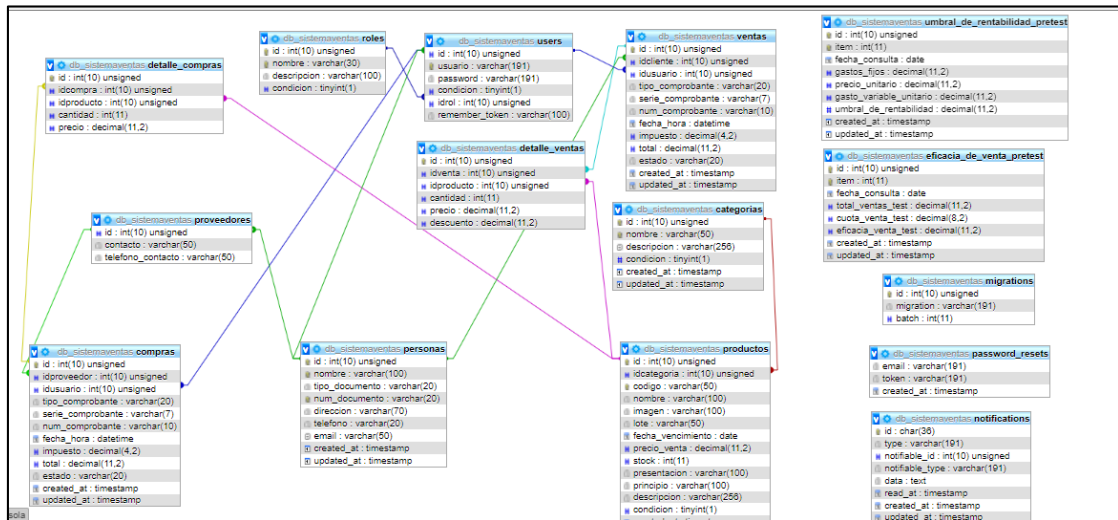 db_sistemaventas detalle_compras
id : int(10) unsigned
idcompra : int(10) unsigned
idproducto : int(10) unsigned
cantidad : int(11)
precio : decimal(11,2)
db_sistemaventas roles
id : int(10) unsigned
nombre : varchar(30)
descripcion : varchar(100)
condicion : tinyint(1)
db_sistemaventas users
id : int(10) unsigned
usuario : varchar(191)
password : varchar(191)
condicion : tinyint(1)
idrol : int(10) unsigned
remember_token : varchar(100)
db_sistemaventas ventas
id : int(10) unsigned
idcliente : int(10) unsigned
idusuario : int(10) unsigned
tipo_comprobante : varchar(20)
serie_comprobante : varchar(7)
num_comprobante : varchar(10)
fecha_hora : datetime
impuesto : decimal(4,2)
total : decimal(11,2)
estado : varchar(20)
created_at : timestamp
updated_at : timestamp
db_sistemaventas umbral_de_rentabilidad_pretest
id : int(10) unsigned
item : int(11)
fecha_consulta : date
gastos_fijos : decimal(11,2)
precio_unitario : decimal(11,2)
gasto_variable_unitario : decimal(11,2)
umbral_de_rentabilidad : decimal(11,2)
created_at : timestamp
updated_at : timestamp
db_sistemaventas detalle_ventas
id : int(10) unsigned
idventa : int(10) unsigned
idproducto : int(10) unsigned
cantidad : int(11)
precio : decimal(11,2)
descuento : decimal(11,2)
db_sistemaventas eficacia_de_venta_pretest
id : int(10) unsigned
item : int(11)
fecha_consulta : date
total_ventas_test : decimal(11,2)
cuota_venta_test : decimal(8,2)
eficacia_venta_test : decimal(11,2)
created_at : timestamp
updated_at : timestamp
db_sistemaventas proveedores
id : int(10) unsigned
contacto : varchar(50)
telefono_contacto : varchar(50)
db_sistemaventas categorias
id : int(10) unsigned
nombre : varchar(50)
descripcion : varchar(256)
condicion : tinyint(1)
created_at : timestamp
updated_at : timestamp
db_sistemaventas migrations
id : int(10) unsigned
migration : varchar(191)
batch : int(11)
db_sistemaventas compras
id : int(10) unsigned
idproveedor : int(10) unsigned
idusuario : int(10) unsigned
tipo_comprobante : varchar(20)
serie_comprobante : varchar(7)
num_comprobante : varchar(10)
fecha_hora : datetime
impuesto : decimal(4,2)
total : decimal(11,2)
estado : varchar(20)
created_at : timestamp
updated_at : timestamp
db_sistemaventas personas
id : int(10) unsigned
nombre : varchar(100)
tipo_documento : varchar(20)
num_documento : varchar(20)
direccion : varchar(70)
telefono : varchar(20)
email : varchar(50)
created_at : timestamp
updated_at : timestamp
db_sistemaventas productos
id : int(10) unsigned
idcategoria : int(10) unsigned
codigo : varchar(50)
nombre : varchar(100)
imagen : varchar(100)
lote : varchar(50)
fecha_vencimiento : date
precio_venta : decimal(11,2)
stock : int(11)
presentacion : varchar(100)
principio : varchar(100)
descripcion : varchar(256)
condicion : tinyint(1)
db_sistemaventas password_resets
email : varchar(191)
token : varchar(191)
created_at : timestamp
db_sistemaventas notifications
id : char(36)
type : varchar(191)
notifiable_id : int(10) unsigned
notifiable_type : varchar(191)
data : text
read_at : timestamp
created_at : timestamp
updated_at : timestamp
sola